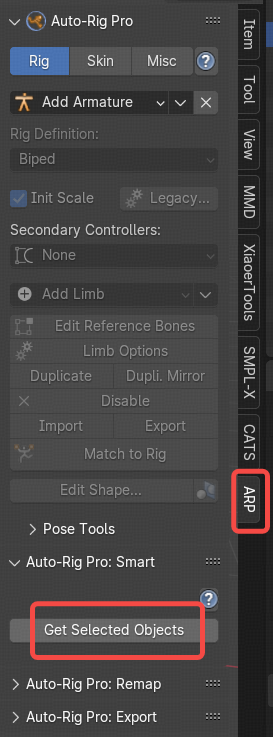 Auto-Rig Pro
Rig Skin Misc ?
Add Armature
Rig Definition:
Biped
Init Scale Legacy...
Secondary Controllers:
None
Add Limb
Edit Reference Bones
Limb Options
Duplicate Dupli. Mirror
Disable
Import Export
Match to Rig
Edit Shape...
Pose Tools
Auto-Rig Pro: Smart
?
Get Selected Objects
Auto-Rig Pro: Remap
Auto-Rig Pro: Export
Item
Tool
View
MMD
XiaoerTools
SMPL-X
CATS
ARP